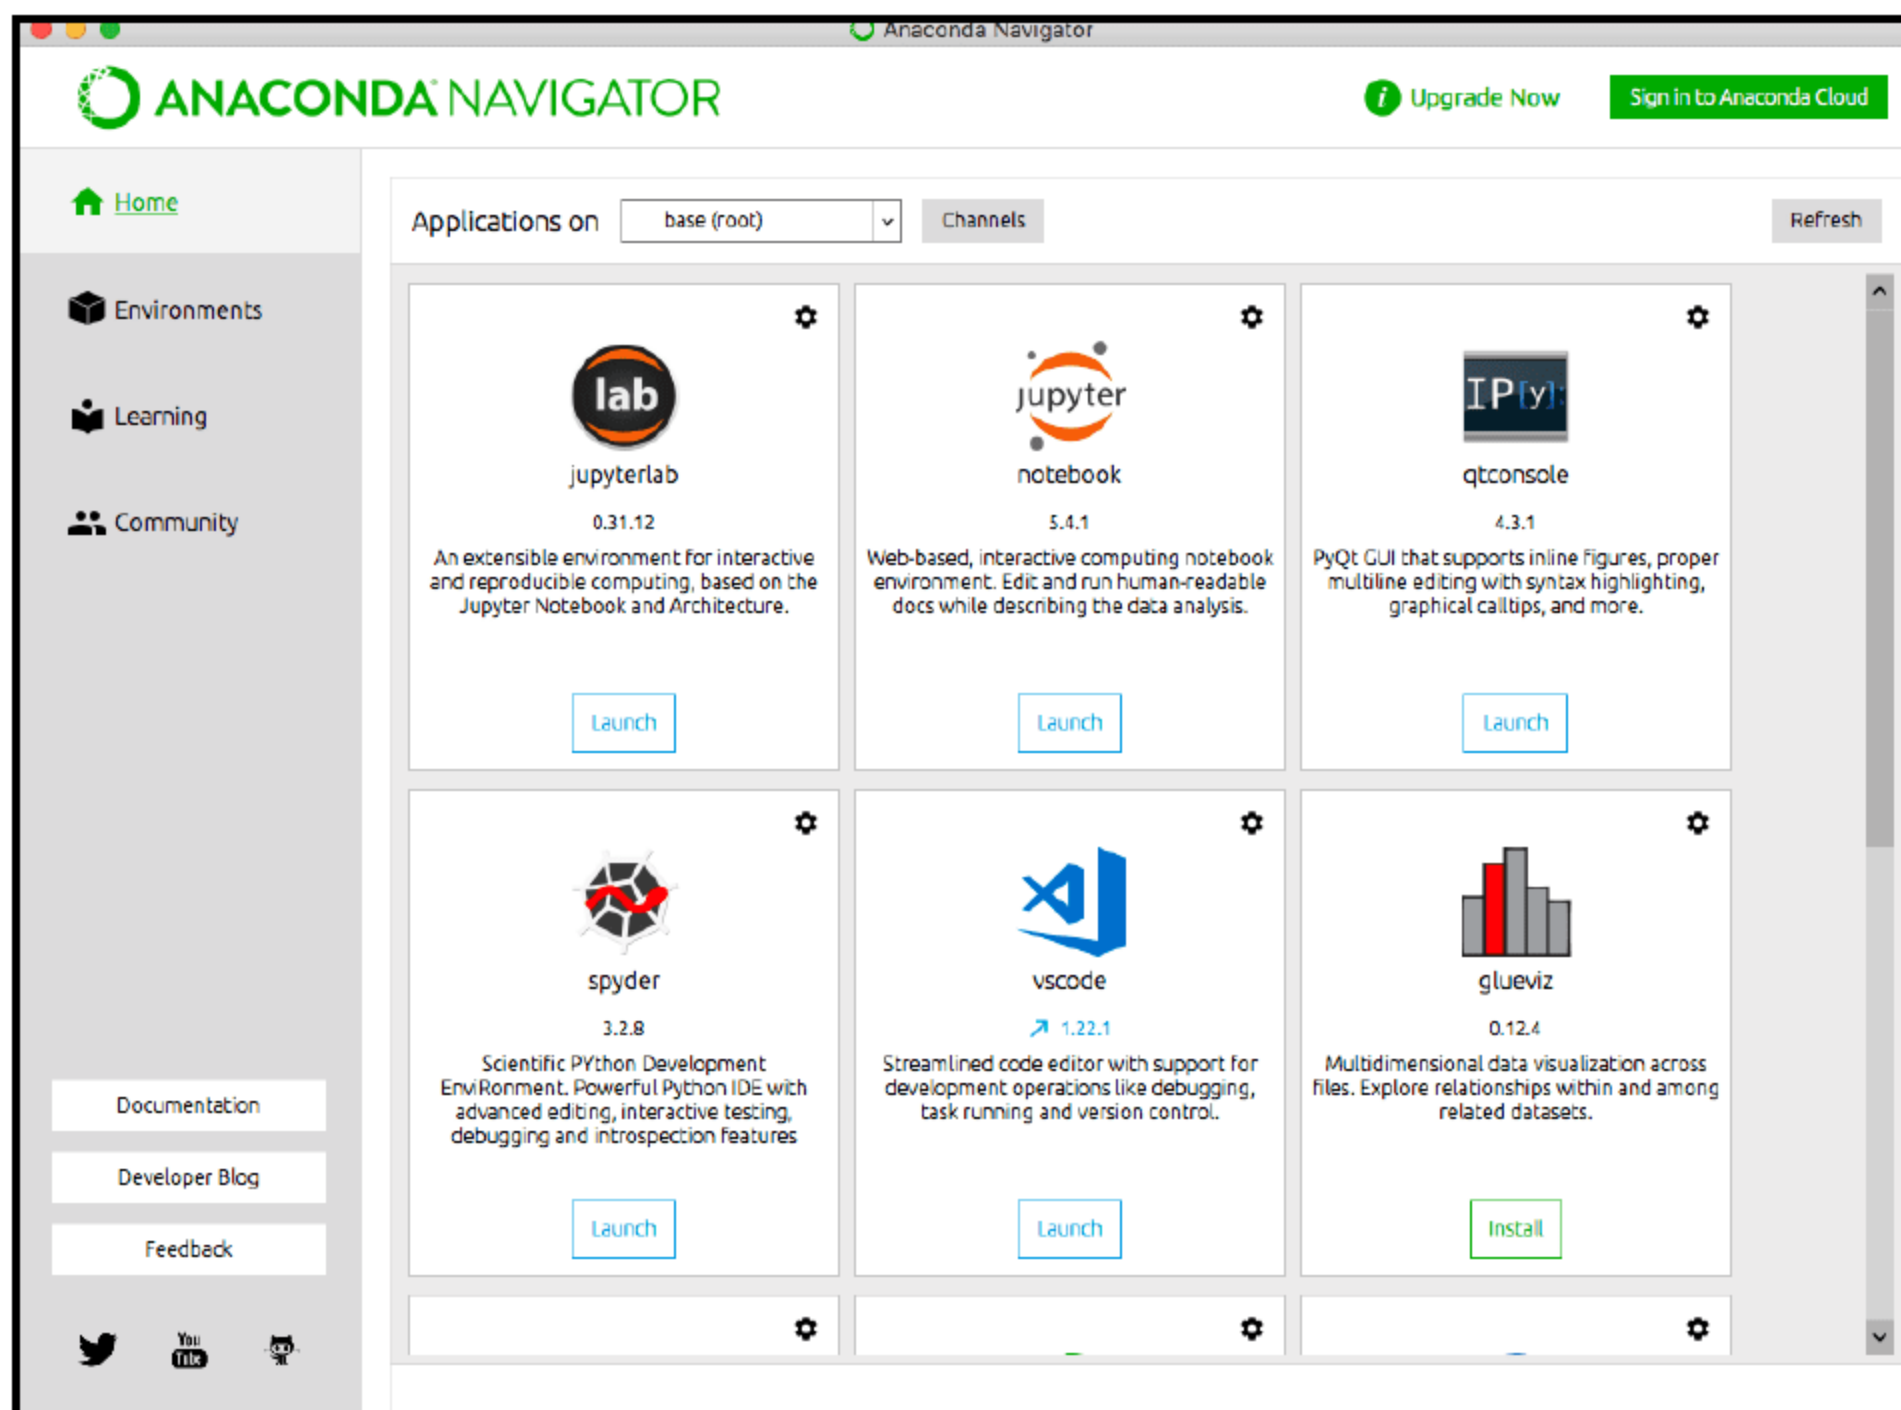 Anaconda Navigator
ANACONDA NAVIGATOR
Upgrade Now
Sign in to Anaconda Cloud
Home
Environments
Learning
Community
Documentation
Developer Blog
Feedback
You
Tube
Applications on
base (root)
Channels
Refresh
lab
jupyterlab
0.31.12
An extensible environment for interactive
and reproducible computing, based on the
Jupyter Notebook and Architecture.
Launch
jupyter
notebook
5.4.1
Web-based, interactive computing notebook
environment. Edit and run human-readable
docs while describing the data analysis.
Launch
IP[y]:
qtconsole
4.3.1
PyQt GUI that supports inline figures, proper
multiline editing with syntax highlighting,
graphical calltips, and more.
Launch
spyder
3.2.8
Scientific PYthon Development
EnviRonment. Powerful Python IDE with
advanced editing, interactive testing,
debugging and introspection features
Launch
vscode
1.22.1
Streamlined code editor with support for
development operations like debugging,
task running and version control.
Launch
glueviz
0.12.4
Multidimensional data visualization across
files. Explore relationships within and among
related datasets.
Install